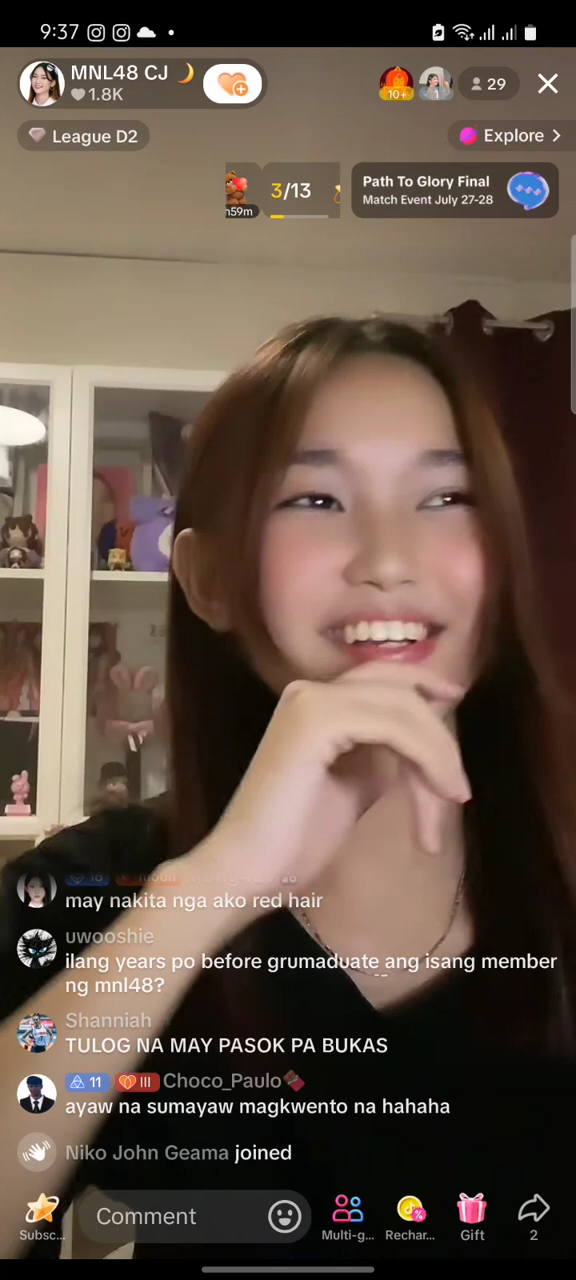 9:37
MNL48 CJ 🌙
1.8K
10+
1
29
League D2
Explore >
h59m
3/13
Path To Glory Final
Match Event July 27-28
18
may nakita nga ako red hair
uwooshie
ilang years po before grumaduate ang isang member
ng mnl48?
Shanniah
TULOG NA MAY PASOK PA BUKAS
11 III Choco_Paulo🍫
ayaw na sumayaw magkwento na hahaha
Niko John Geama joined
Comment
Subsc...
Multi-g...
Rechar...
Gift
2